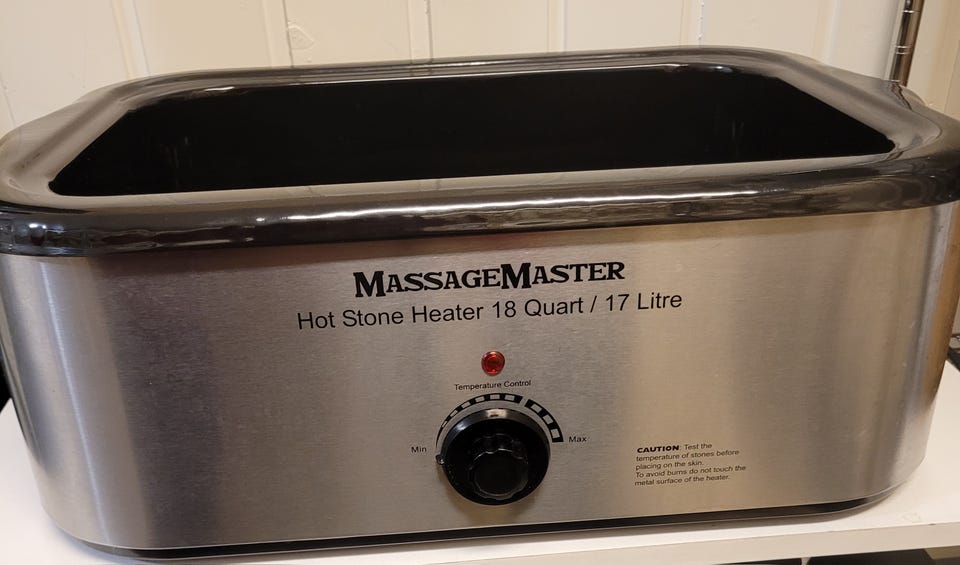 MASSAGEMASTER
Hot Stone Heater 18 Quart / 17 Litre
Temperature Control
Min
Max
CAUTION: Test the
temperature of stones before
placing on the skin.
To avoid burns do not touch the
metal surface of the heater.